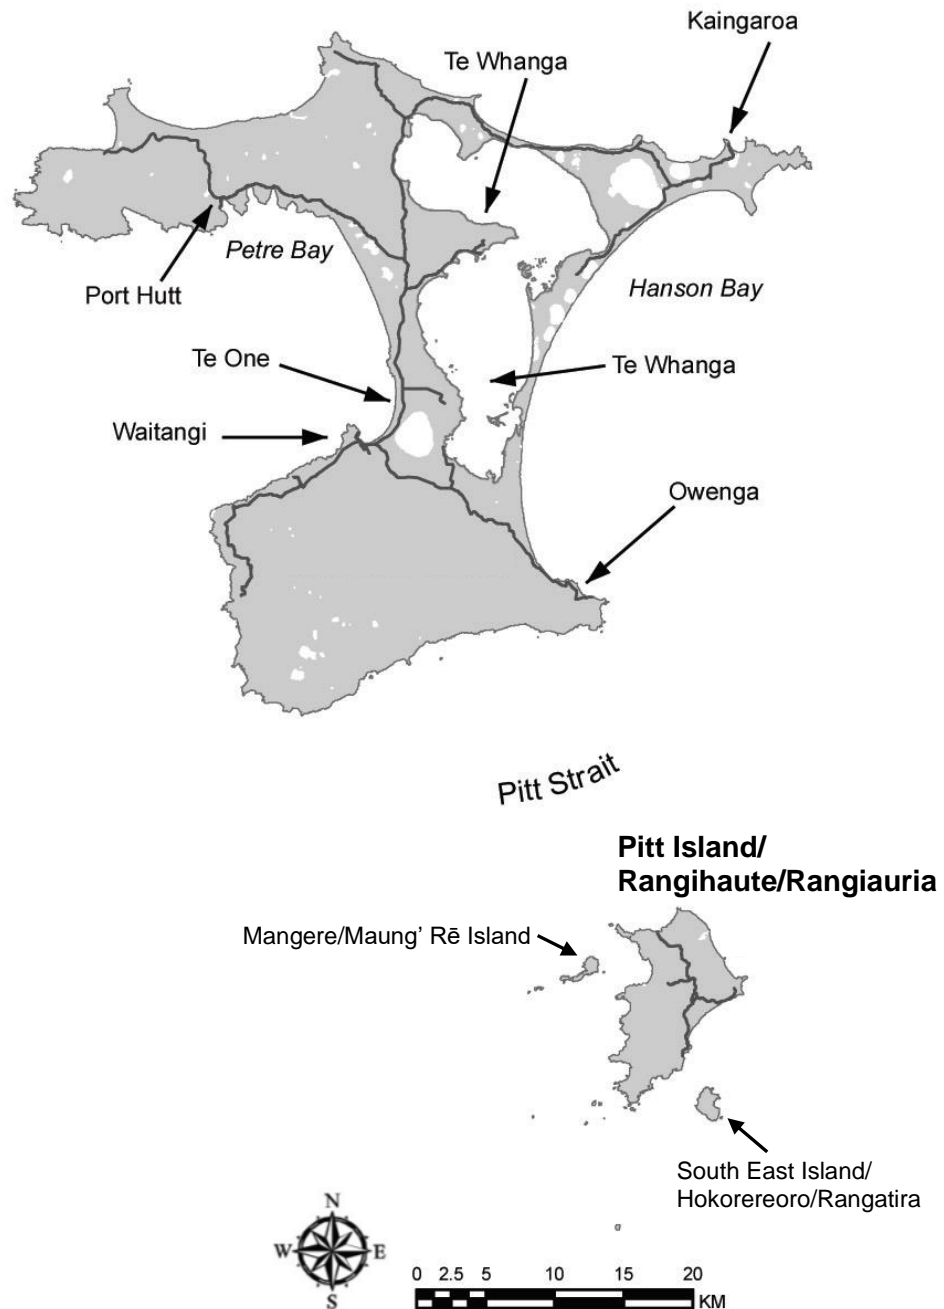 Kaingaroa
Te Whanga
Petre Bay
Hanson Bay
Port Hutt
Te One
Te Whanga
Waitangi
Owenga
Pitt Strait
Pitt Island/
Rangihaute/Rangiauria
Mangere/Maung' Rē Island
South East Island/
Hokorereoro/Rangatira
N
W E
S
0 2.5 5 10 15 20
KM